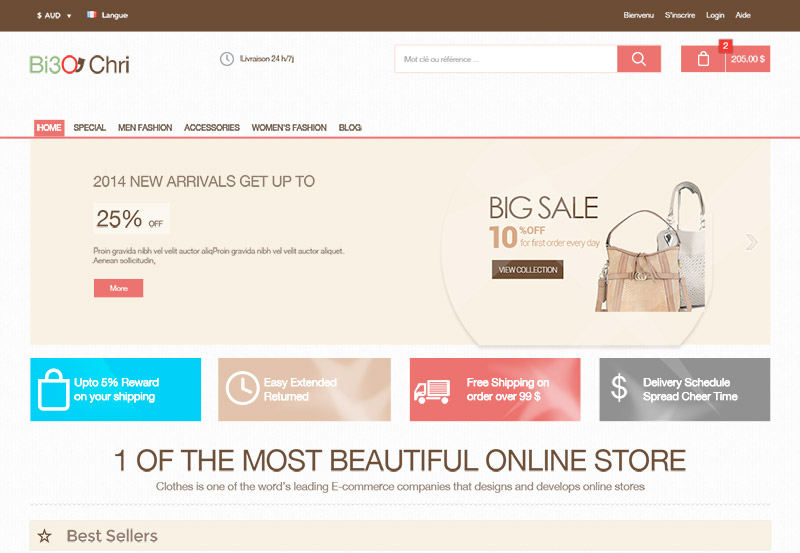 $ AUD
Langue
Bienvenu S'inscrire Login Aide
Bi3O Chri
Livraison 24 h/7j
Mot clé ou référence ...
2
205.00 $
HOME SPECIAL MEN FASHION ACCESSORIES WOMEN'S FASHION BLOG
2014 NEW ARRIVALS GET UP TO
25% OFF
Proin gravida nibh vel velit auctor aliqProin gravida nibh vel velit auctor aliquet.
Aenean sollicitudin,
More
BIG SALE
10 %OFF
for first order every day
VIEW COLLECTION
Upto 5% Reward
on your shipping
Easy Extended
Returned
Free Shipping on
order over 99 $
$
Delivery Schedule
Spread Cheer Time
1 OF THE MOST BEAUTIFUL ONLINE STORE
Clothes is one of the word's leading E-commerce companies that designs and develops online stores
Best Sellers